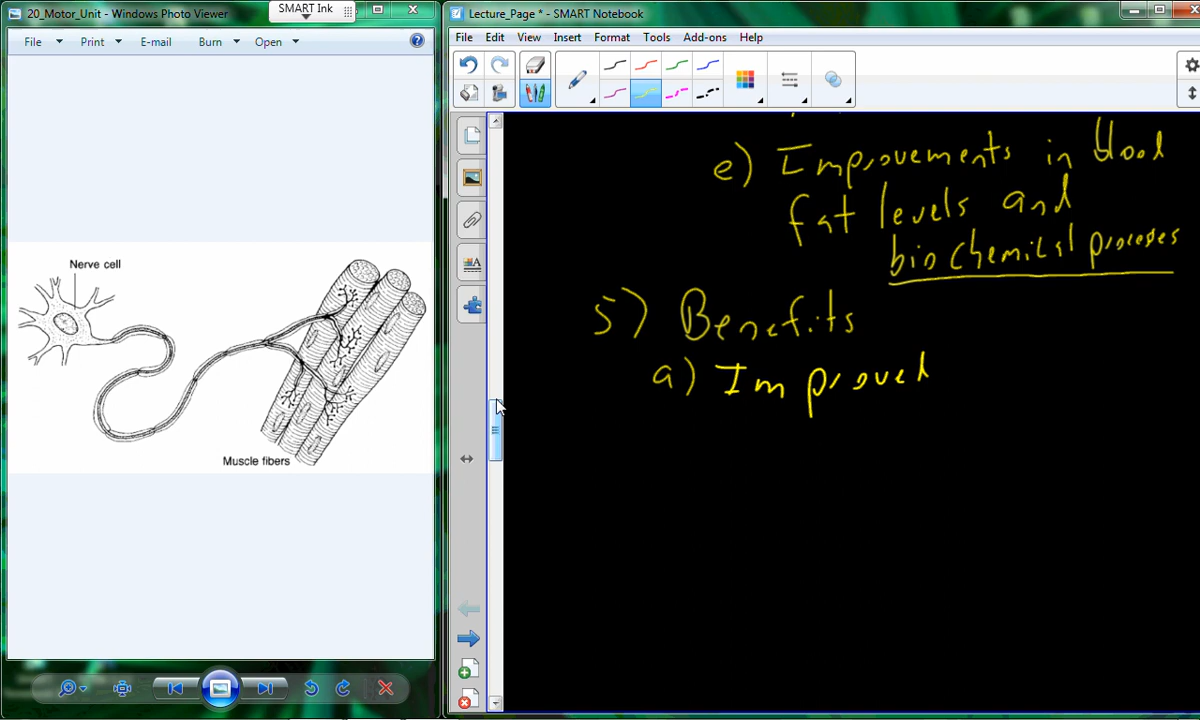 20_Motor_Unit - Windows Photo Viewer
SMART Ink
File Print E-mail Burn Open
Nerve cell
Muscle fibers
Lecture_Page * - SMART Notebook
File Edit View Insert Format Tools Add-ons Help
e) Improvements in blood
fat levels and
biochemical processes
5) Benefits
a) Improved